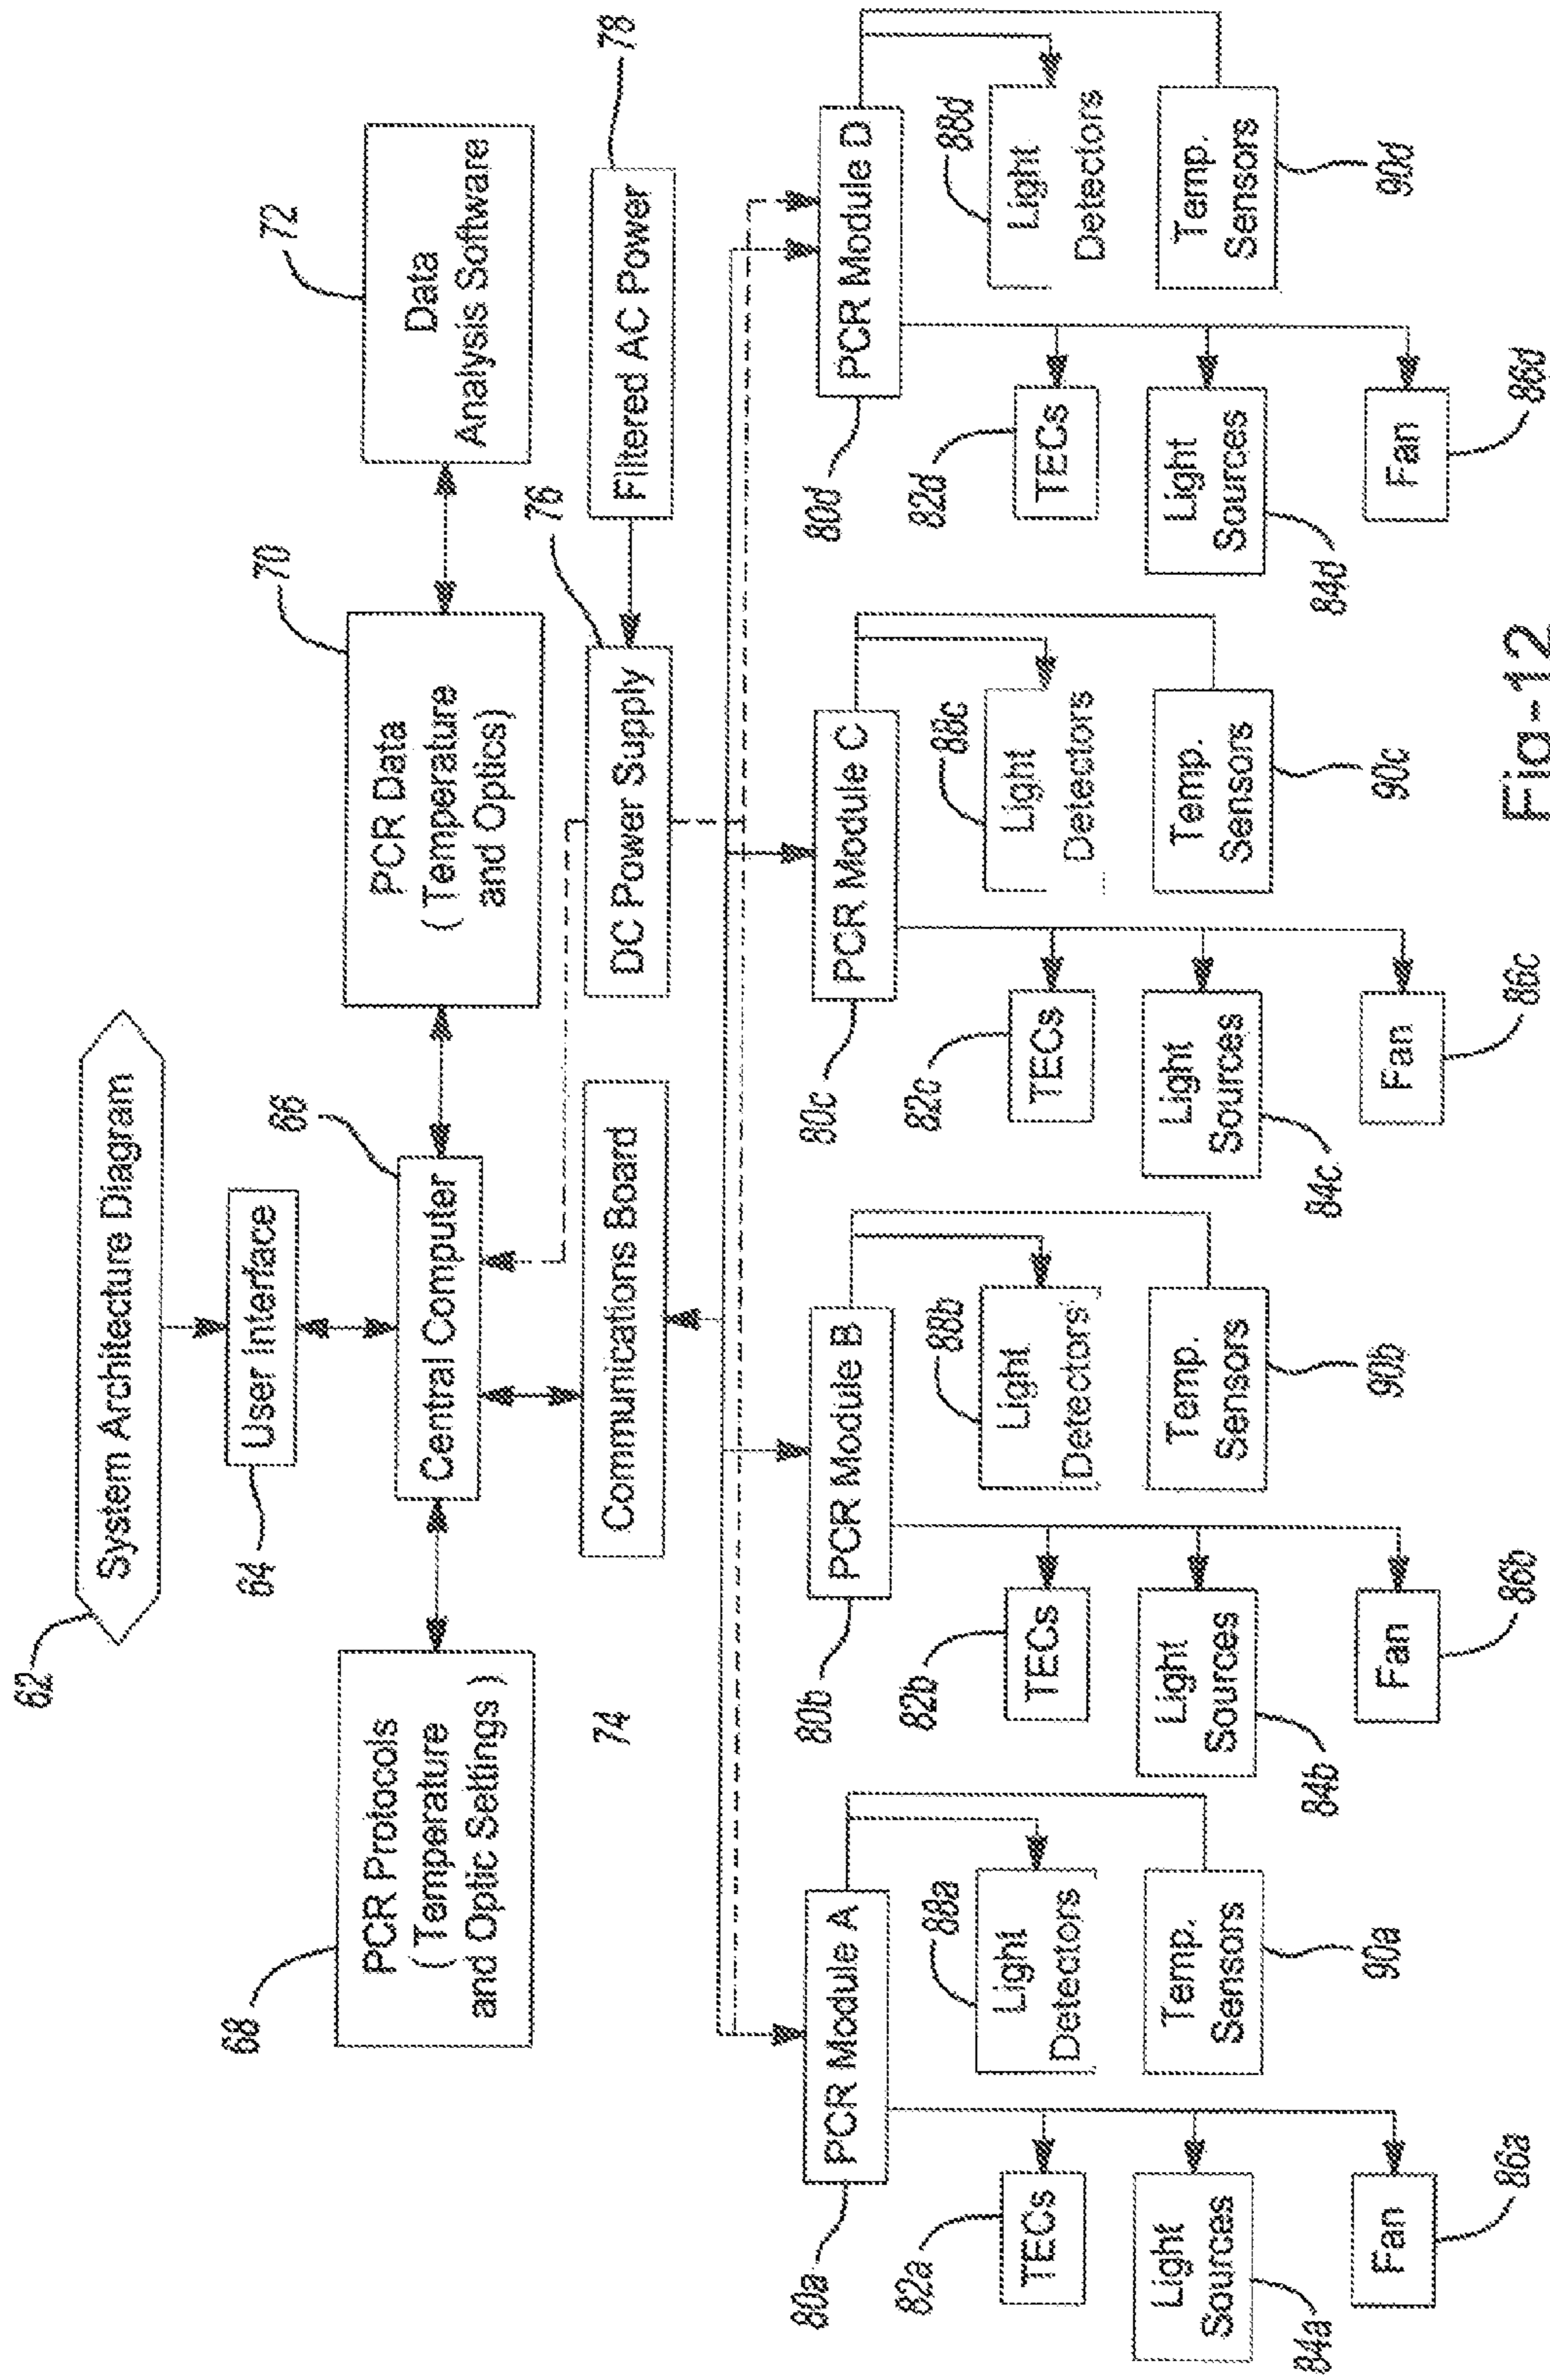 62
System Architecture Diagram
64
User Interface
66
Central Computer
68
PCR Protocols
( Temperature
and Optic Settings )
70
PCR Data
( Temperature
and Optics)
72
Data
Analysis Software
74
Communications Board
76
DC Power Supply
78
Filtered AC Power
80a
PCR Module A
82a
TECs
84a
Light
Sources
86a
Fan
88a
Light
Detectors
90a
Temp.
Sensors
80b
PCR Module B
82b
TECs
84b
Light
Sources
86b
Fan
88b
Light
Detectors
90b
Temp.
Sensors
80c
PCR Module C
82c
TECs
84c
Light
Sources
86c
Fan
88c
Light
Detectors
90c
Temp.
Sensors
80d
PCR Module D
82d
TECs
84d
Light
Sources
86d
Fan
88d
Light
Detectors
90d
Temp.
Sensors
Fig-12